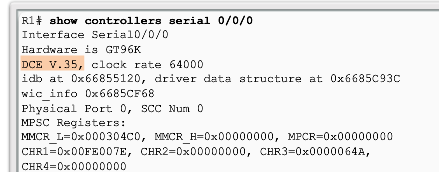 R1# show controllers serial 0/0/0
Interface Serial0/0/0
Hardware is GT96K
DCE V.35, clock rate 64000
idb at 0x66855120, driver data structure at 0x6685C93C
wic_info 0x6685CF68
Physical Port 0, SCC Num 0
MPSC Registers:
MMCR_L=0x000304C0, MMCR_H=0x00000000, MPCR=0x00000000
CHR1=0x00FE007E, CHR2=0x00000000, CHR3=0x0000064A,
CHR4=0x00000000